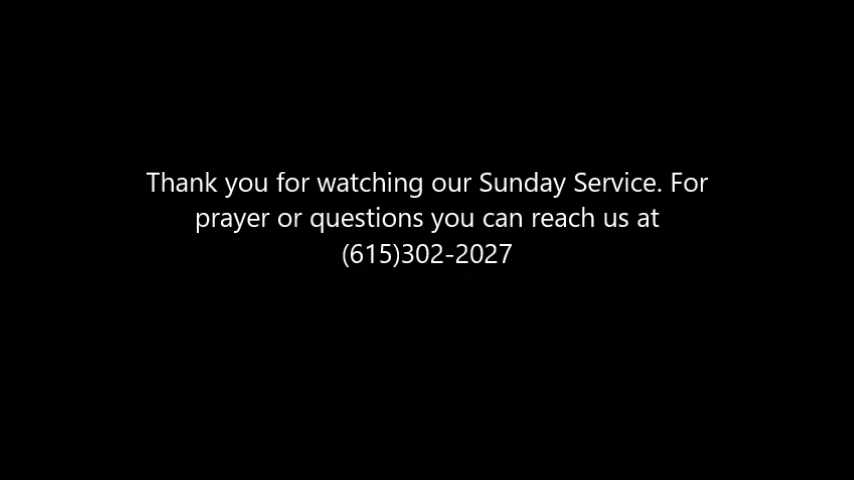 Thank you for watching our Sunday Service. For
prayer or questions you can reach us at
(615)302-2027